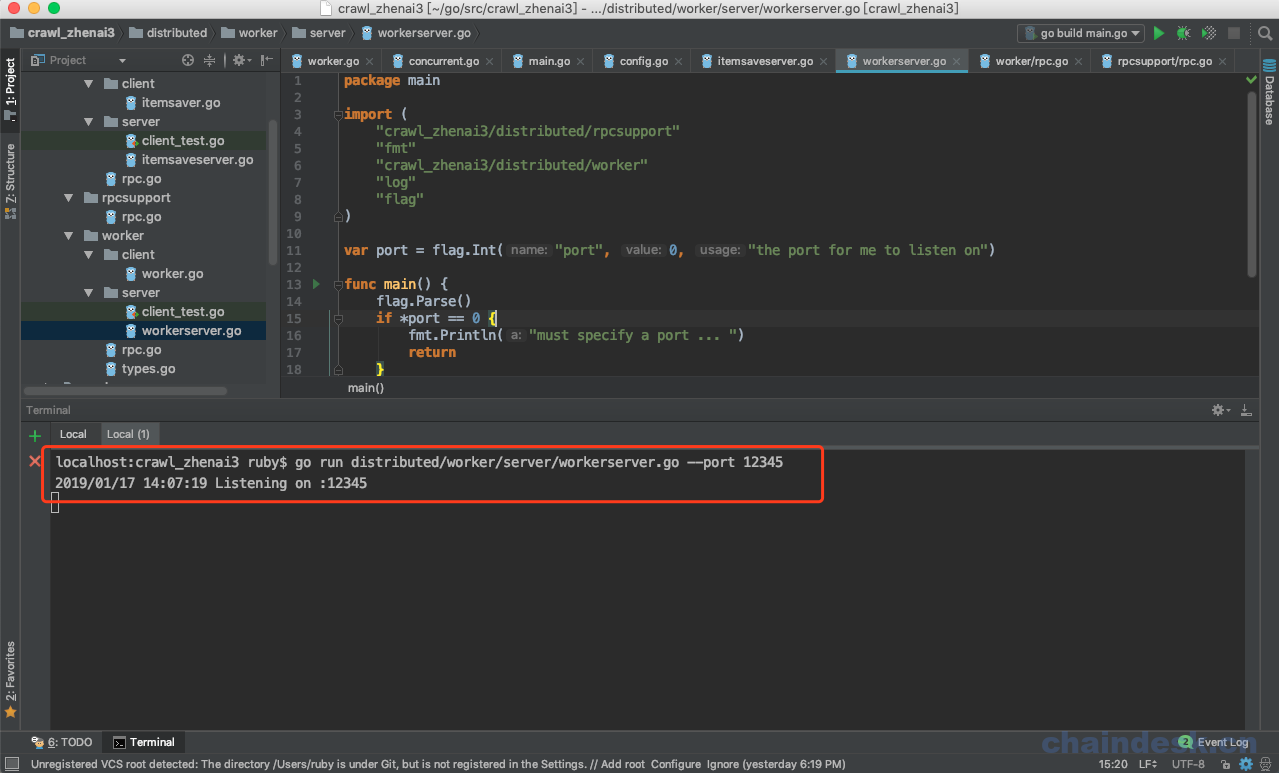 crawl_zhenai3 [~/go/src/crawl_zhenai3] - .../distributed/worker/server/workerserver.go [crawl_zhenai3]
crawl_zhenai3 distributed worker server workerserver.go go build main.go
Project worker.go concurrent.go main.go config.go itemsaveserver.go workerserver.go worker/rpc.go rpcsupport/rpc.go
1: Project
7: Structure
2: Favorites
Database
client
itemsaver.go
server
client_test.go
itemsaveserver.go
rpc.go
rpcsupport
rpc.go
worker
client
worker.go
server
client_test.go
workerserver.go
rpc.go
types.go
1 package main
2
3 import (
4 "crawl_zhenai3/distributed/rpcsupport"
5 "fmt"
6 "crawl_zhenai3/distributed/worker"
7 "log"
8 "flag"
9 )
10
11 var port = flag.Int( name: "port", value: 0, usage: "the port for me to listen on")
12
13 func main() {
14 flag.Parse()
15 if *port == 0 {
16 fmt.Println( a: "must specify a port ... ")
17 return
18 }
main()
Terminal
Local Local (1)
localhost:crawl_zhenai3 ruby$ go run distributed/worker/server/workerserver.go --port 12345
2019/01/17 14:07:19 Listening on :12345
6: TODO Terminal 2 Event Log
chaindesk.cn
Unregistered VCS root detected: The directory /Users/ruby is under Git, but is not registered in the Settings. // Add root Configure Ignore (yesterday 6:19 PM) 15:20 LF UTF-8